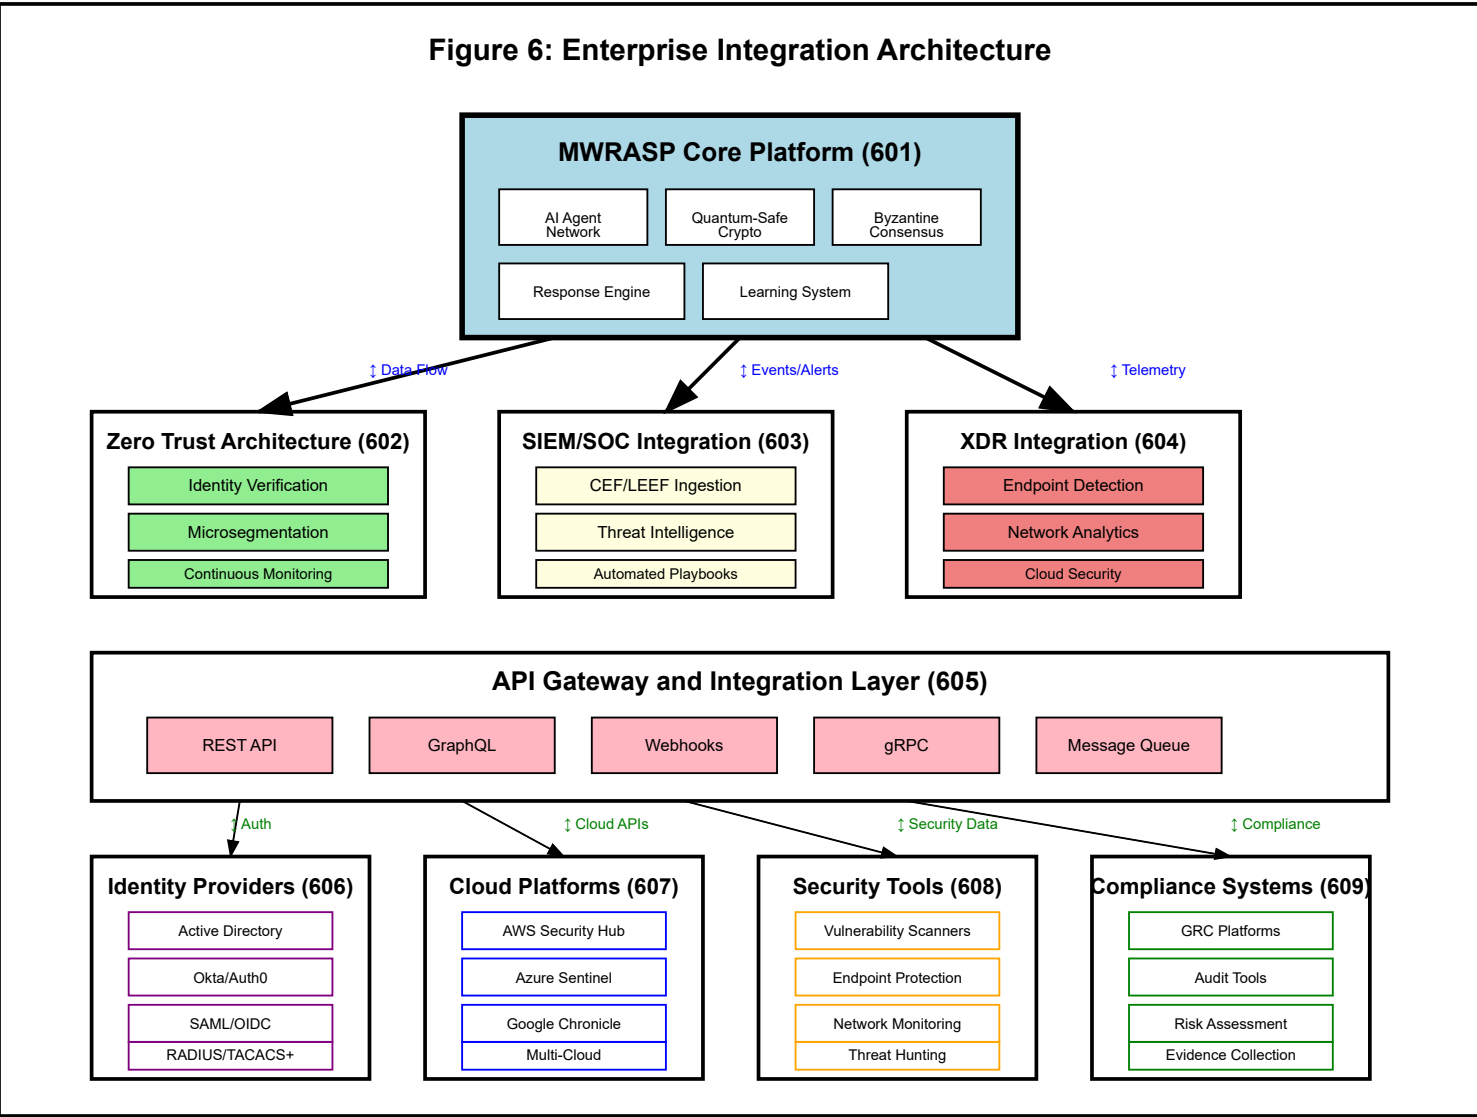 Figure 6: Enterprise Integration Architecture
MWRASP Core Platform (601)
AI Agent
Network
Quantum-Safe
Crypto
Byzantine
Consensus
Response Engine
Learning System
↕ Data Flow
↕ Events/Alerts
↕ Telemetry
Zero Trust Architecture (602)
Identity Verification
Microsegmentation
Continuous Monitoring
SIEM/SOC Integration (603)
CEF/LEEF Ingestion
Threat Intelligence
Automated Playbooks
XDR Integration (604)
Endpoint Detection
Network Analytics
Cloud Security
API Gateway and Integration Layer (605)
REST API
GraphQL
Webhooks
gRPC
Message Queue
↕ Auth
↕ Cloud APIs
↕ Security Data
↕ Compliance
Identity Providers (606)
Active Directory
Okta/Auth0
SAML/OIDC
RADIUS/TACACS+
Cloud Platforms (607)
AWS Security Hub
Azure Sentinel
Google Chronicle
Multi-Cloud
Security Tools (608)
Vulnerability Scanners
Endpoint Protection
Network Monitoring
Threat Hunting
Compliance Systems (609)
GRC Platforms
Audit Tools
Risk Assessment
Evidence Collection